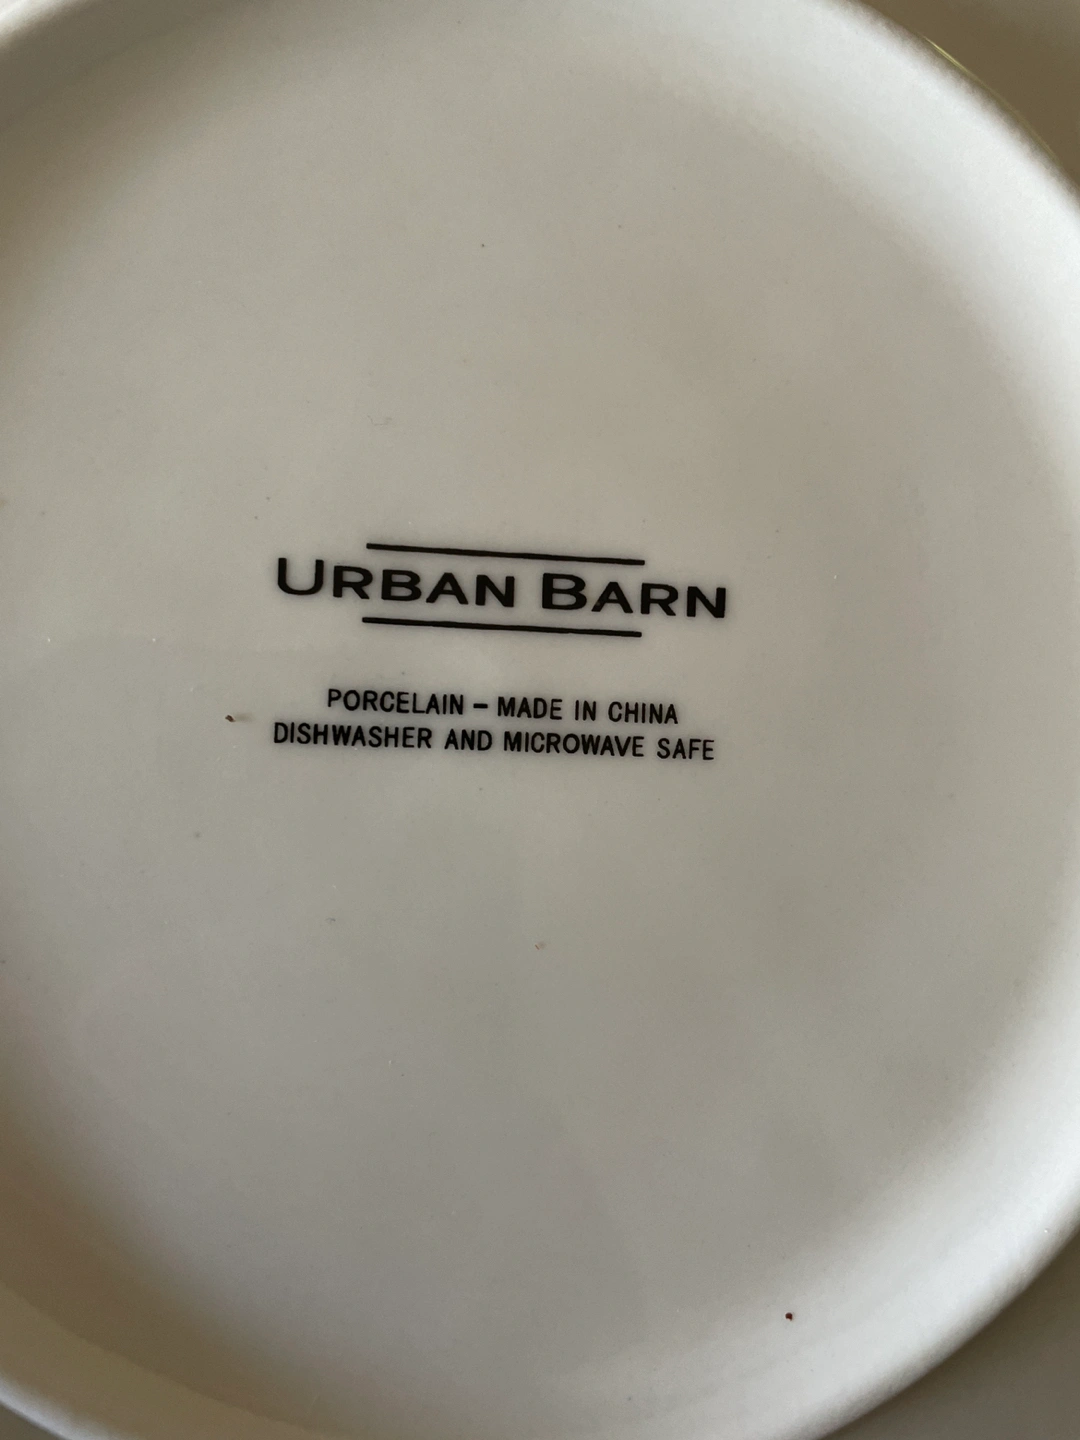 URBAN BARN
PORCELAIN – MADE IN CHINA
DISHWASHER AND MICROWAVE SAFE